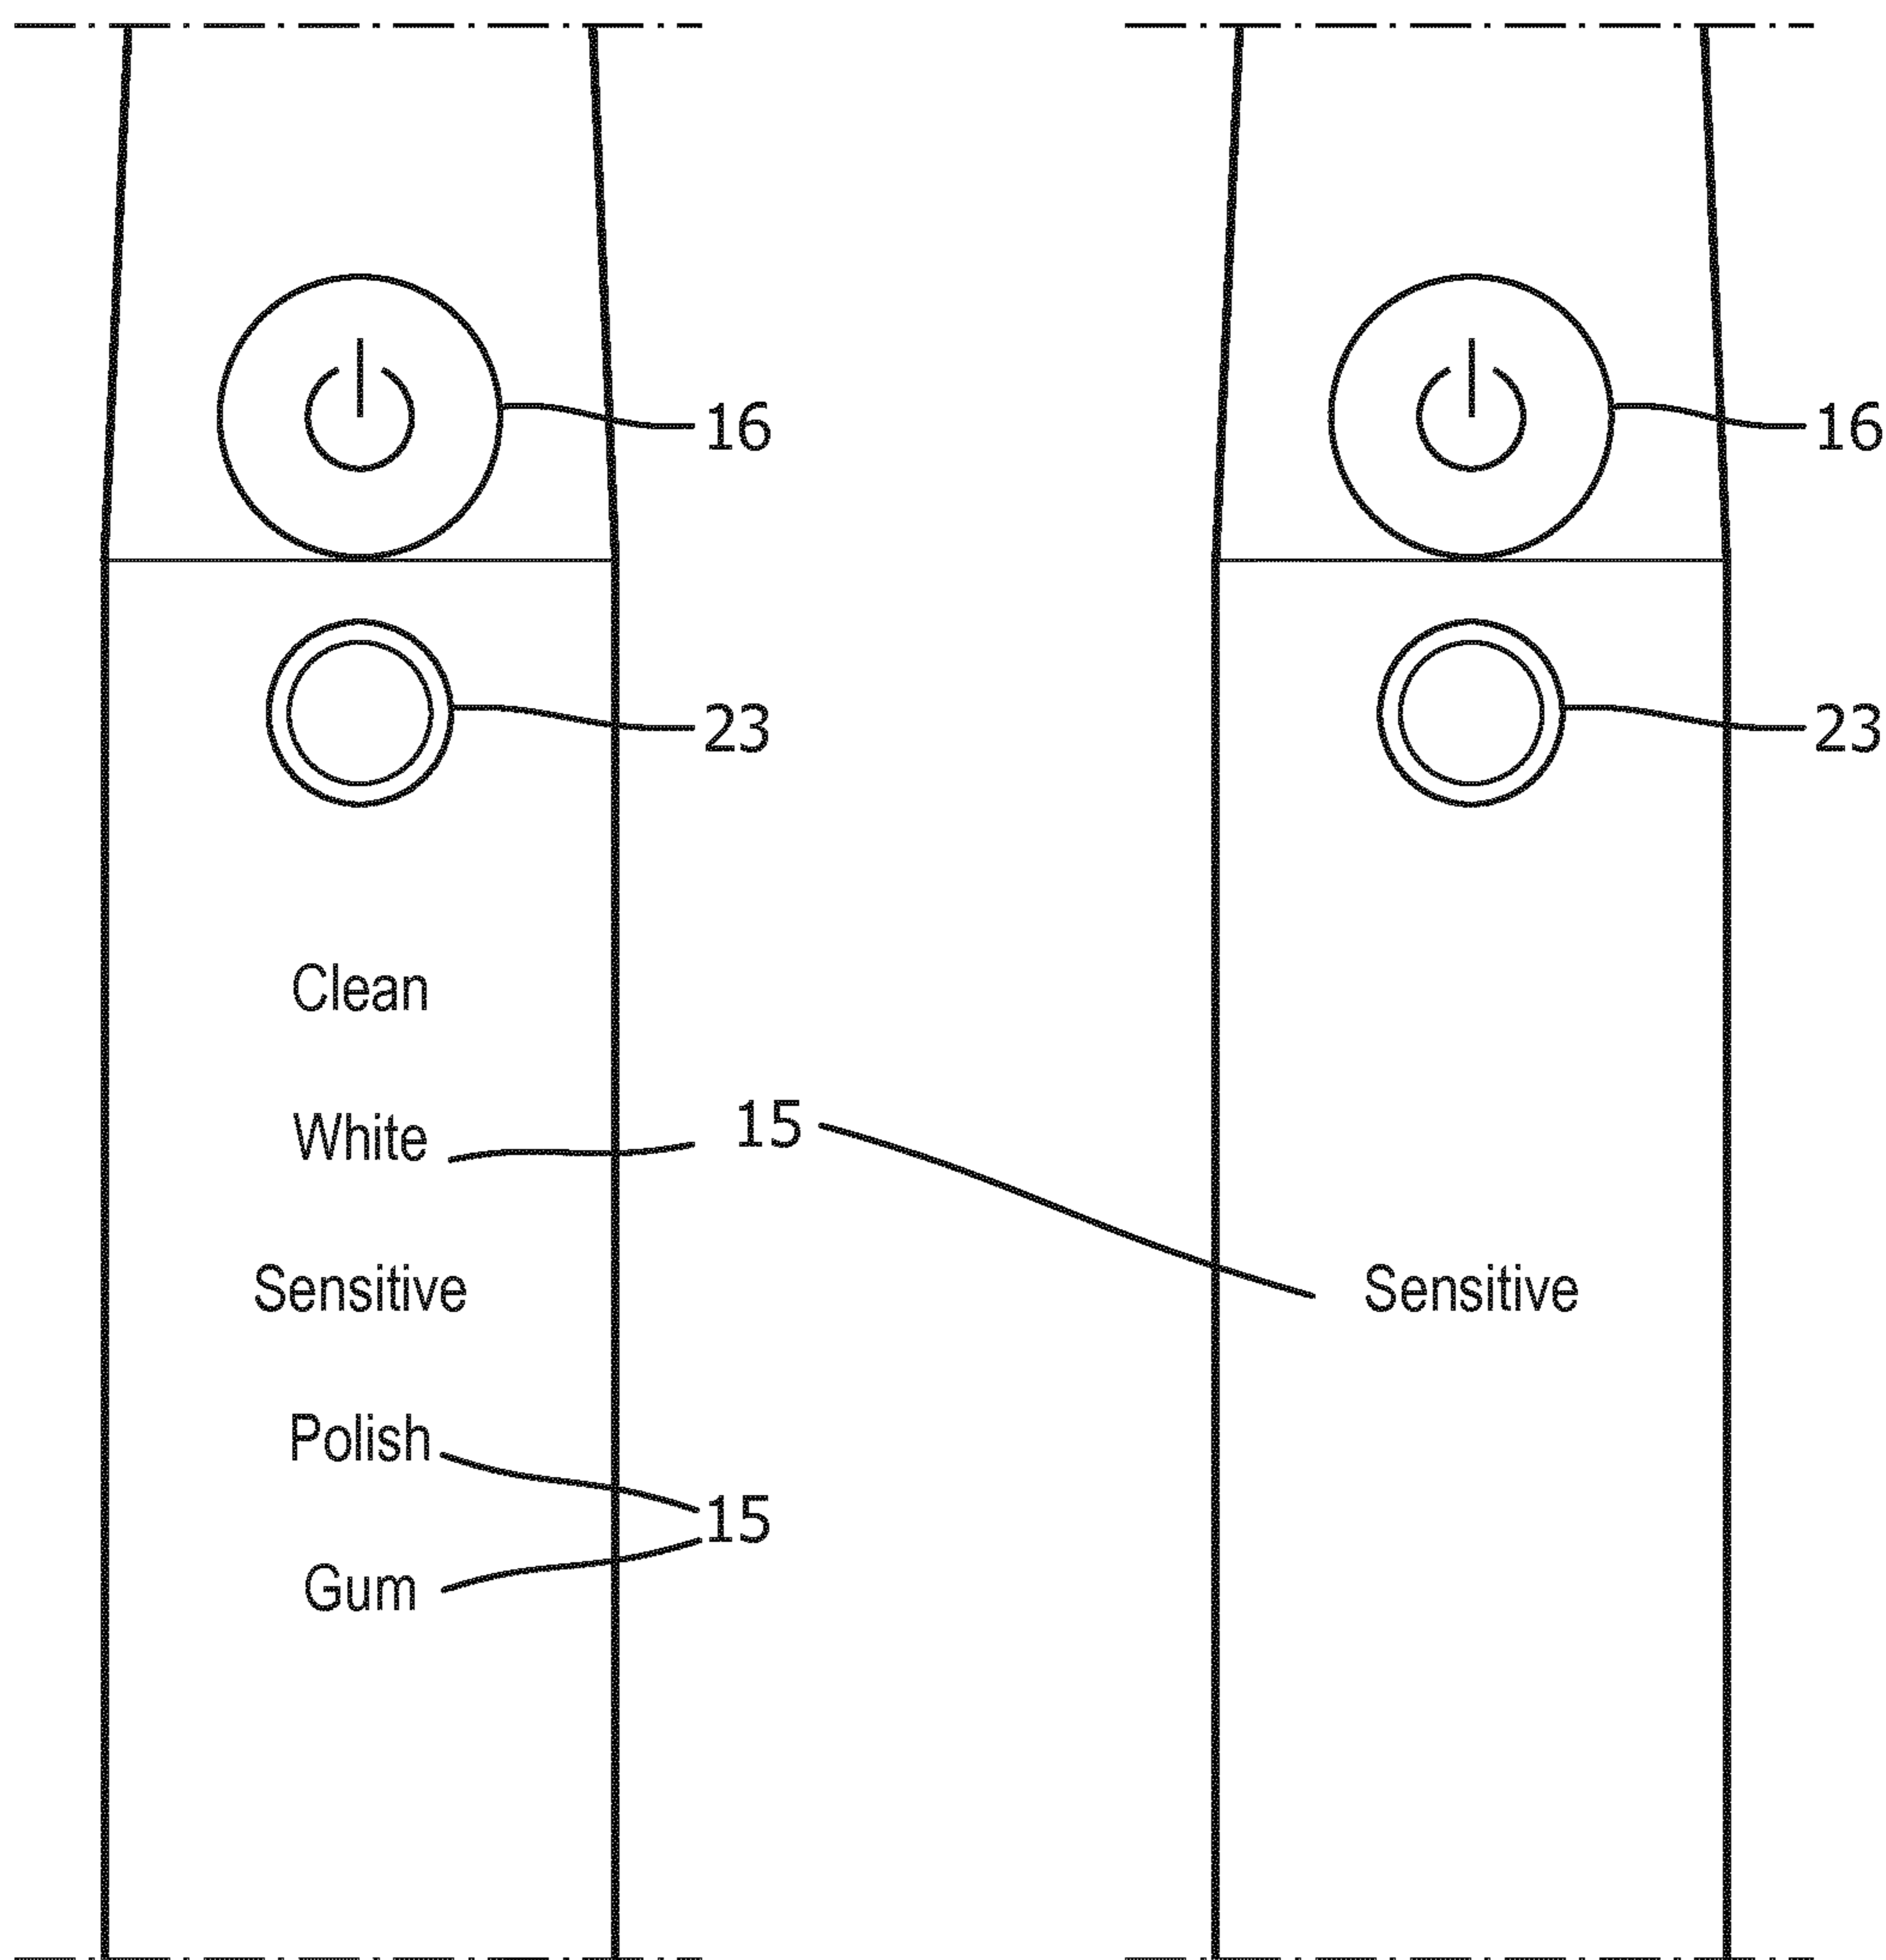 16 16
23 23
Clean
White 15
Sensitive Sensitive
Polish
15
Gum